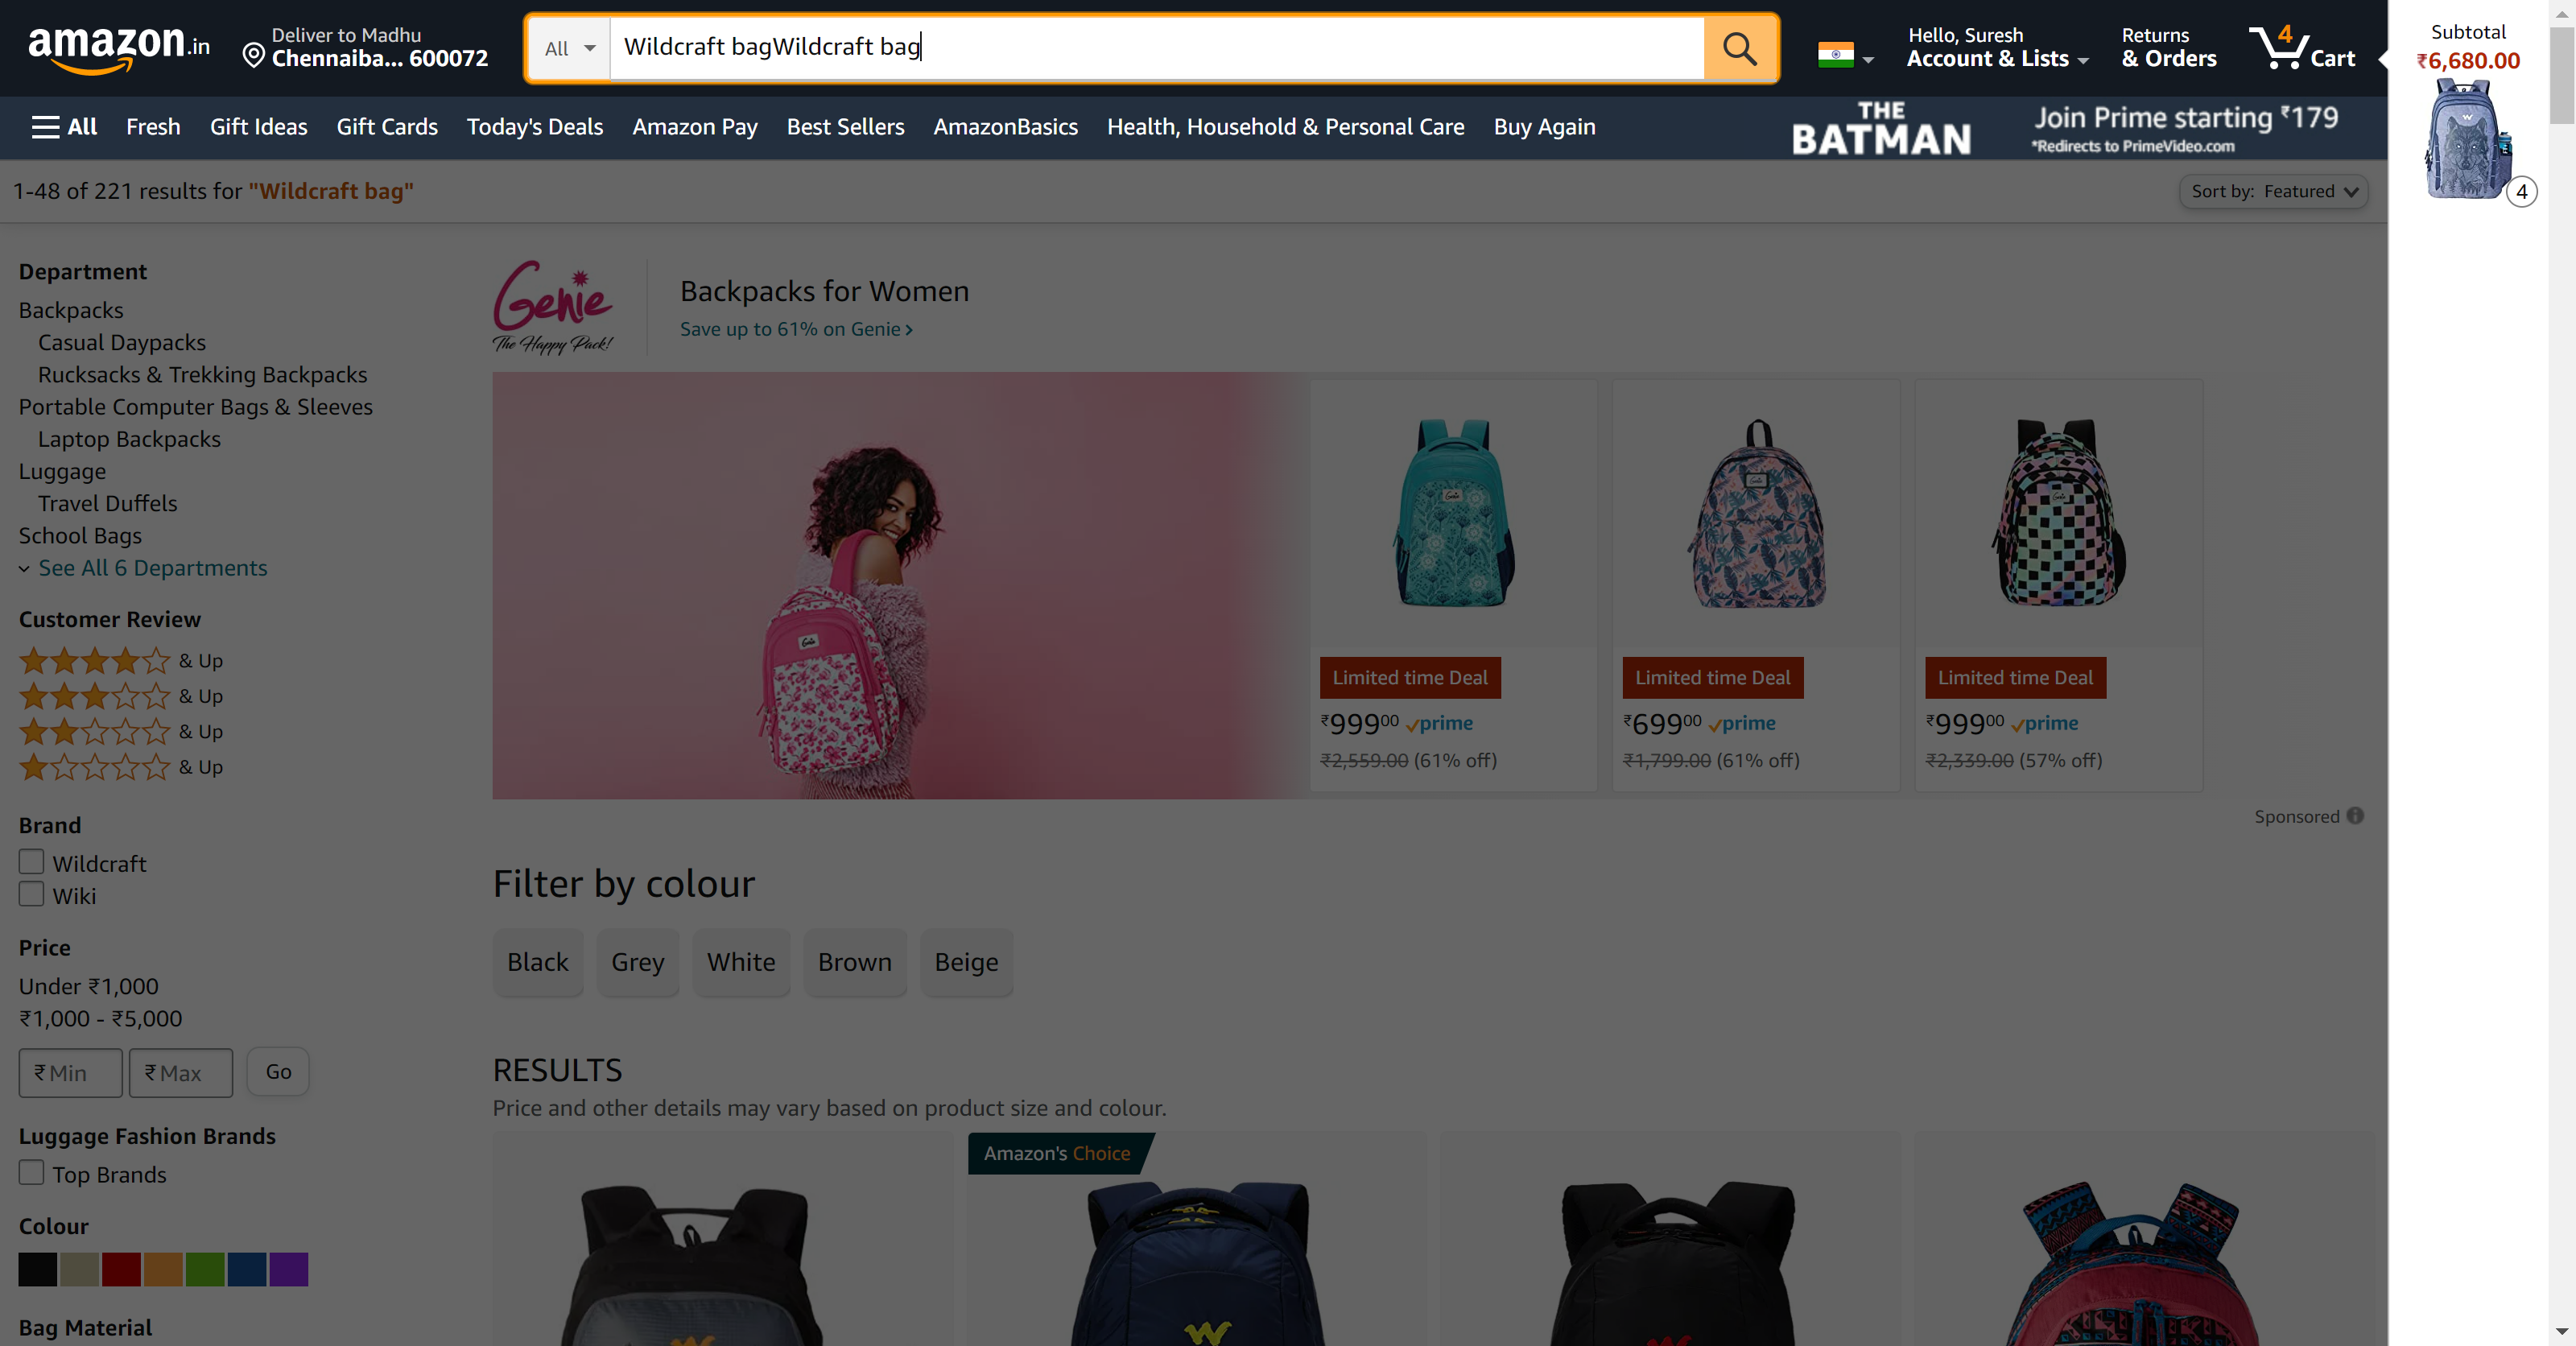 amazon.in
Deliver to Madhu
Chennaiba... 600072
All
Wildcraft bagWildcraft bag
Hello, Suresh
Account & Lists
Returns
& Orders
4
Cart
Subtotal
₹6,680.00
4
All
Fresh
Gift Ideas
Gift Cards
Today's Deals
Amazon Pay
Best Sellers
AmazonBasics
Health, Household & Personal Care
Buy Again
THE
BATMAN
Join Prime starting ₹179
*Redirects to PrimeVideo.com
1-48 of 221 results for "Wildcraft bag"
Sort by: Featured
Department
Backpacks
Casual Daypacks
Rucksacks & Trekking Backpacks
Portable Computer Bags & Sleeves
Laptop Backpacks
Luggage
Travel Duffels
School Bags
See All 6 Departments
Customer Review
& Up
& Up
& Up
& Up
Brand
Wildcraft
Wiki
Price
Under ₹1,000
₹1,000 - ₹5,000
₹ Min
₹ Max
Go
Luggage Fashion Brands
Top Brands
Colour
Bag Material
Genie
The Happy Pack!
Backpacks for Women
Save up to 61% on Genie
Genie
Limited time Deal
₹999.00 prime
₹2,559.00 (61% off)
Limited time Deal
₹699.00 prime
₹1,799.00 (61% off)
Limited time Deal
₹999.00 prime
₹2,339.00 (57% off)
Sponsored
Filter by colour
Black
Grey
White
Brown
Beige
RESULTS
Price and other details may vary based on product size and colour.
Amazon's Choice